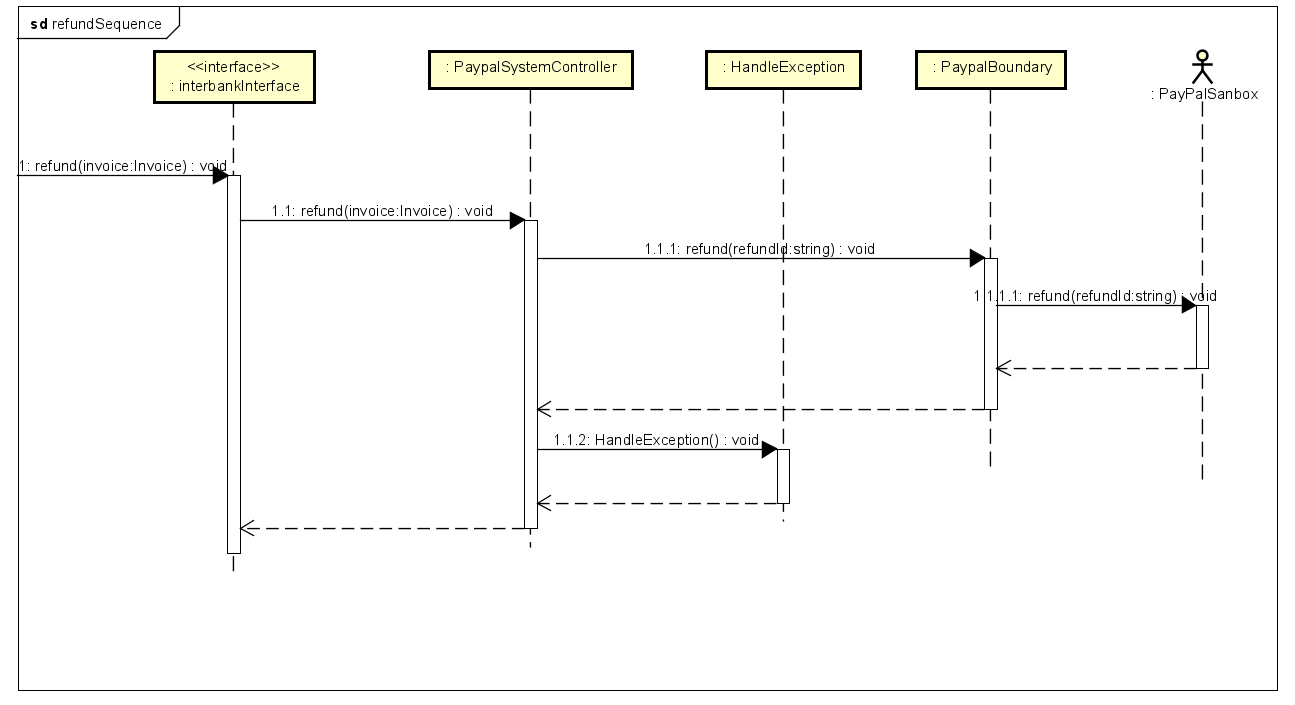 sd refundSequence
<<interface>>
: interbankInterface
: PaypalSystemController
: HandleException
: PaypalBoundary
: PayPalSanbox
1: refund(invoice:Invoice) : void
1.1: refund(invoice:Invoice) : void
1.1.1: refund(refundId:string) : void
1.1.1.1: refund(refundId:string) : void
1.1.2: HandleException() : void